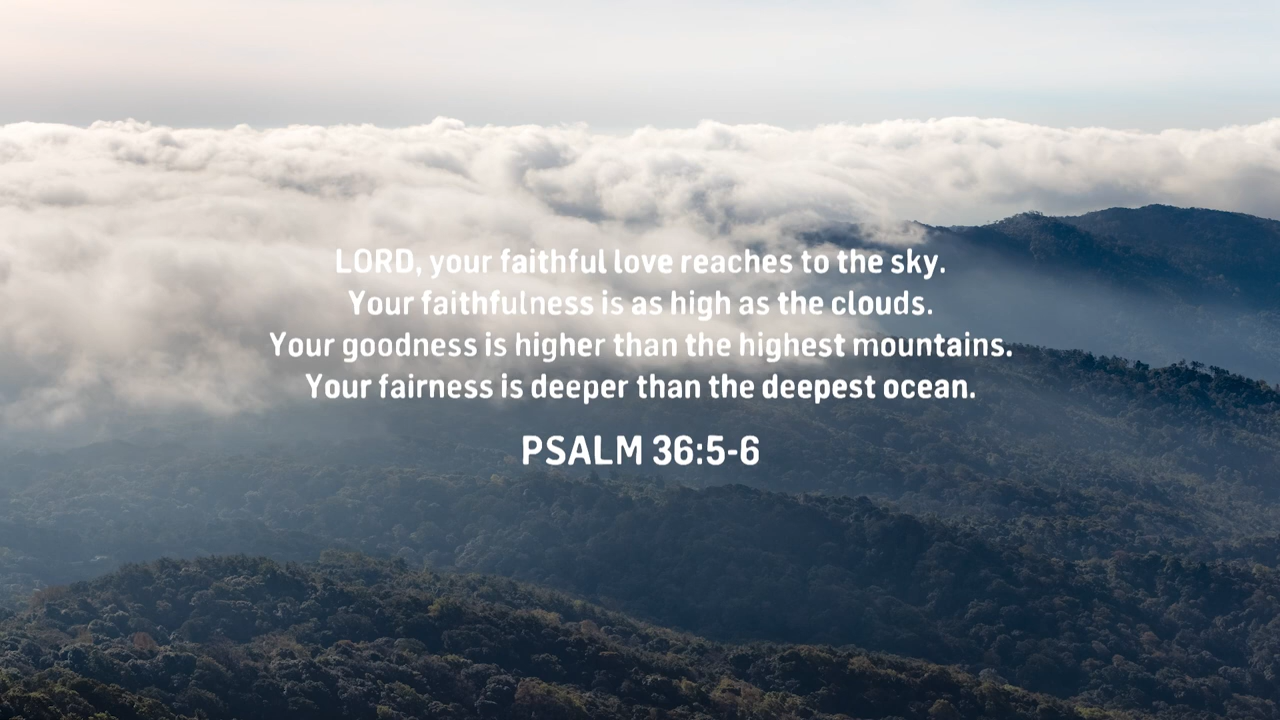 LORD, your faithful love reaches to the sky.
Your faithfulness is as high as the clouds.
Your goodness is higher than the highest mountains.
Your fairness is deeper than the deepest ocean.
PSALM 36:5-6